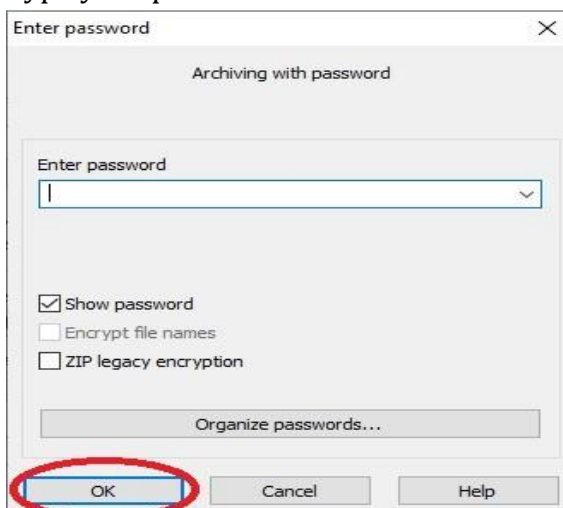 Enter password
Archiving with password
Enter password
Show password
Encrypt file names
ZIP legacy encryption
Organize passwords...
OK Cancel Help